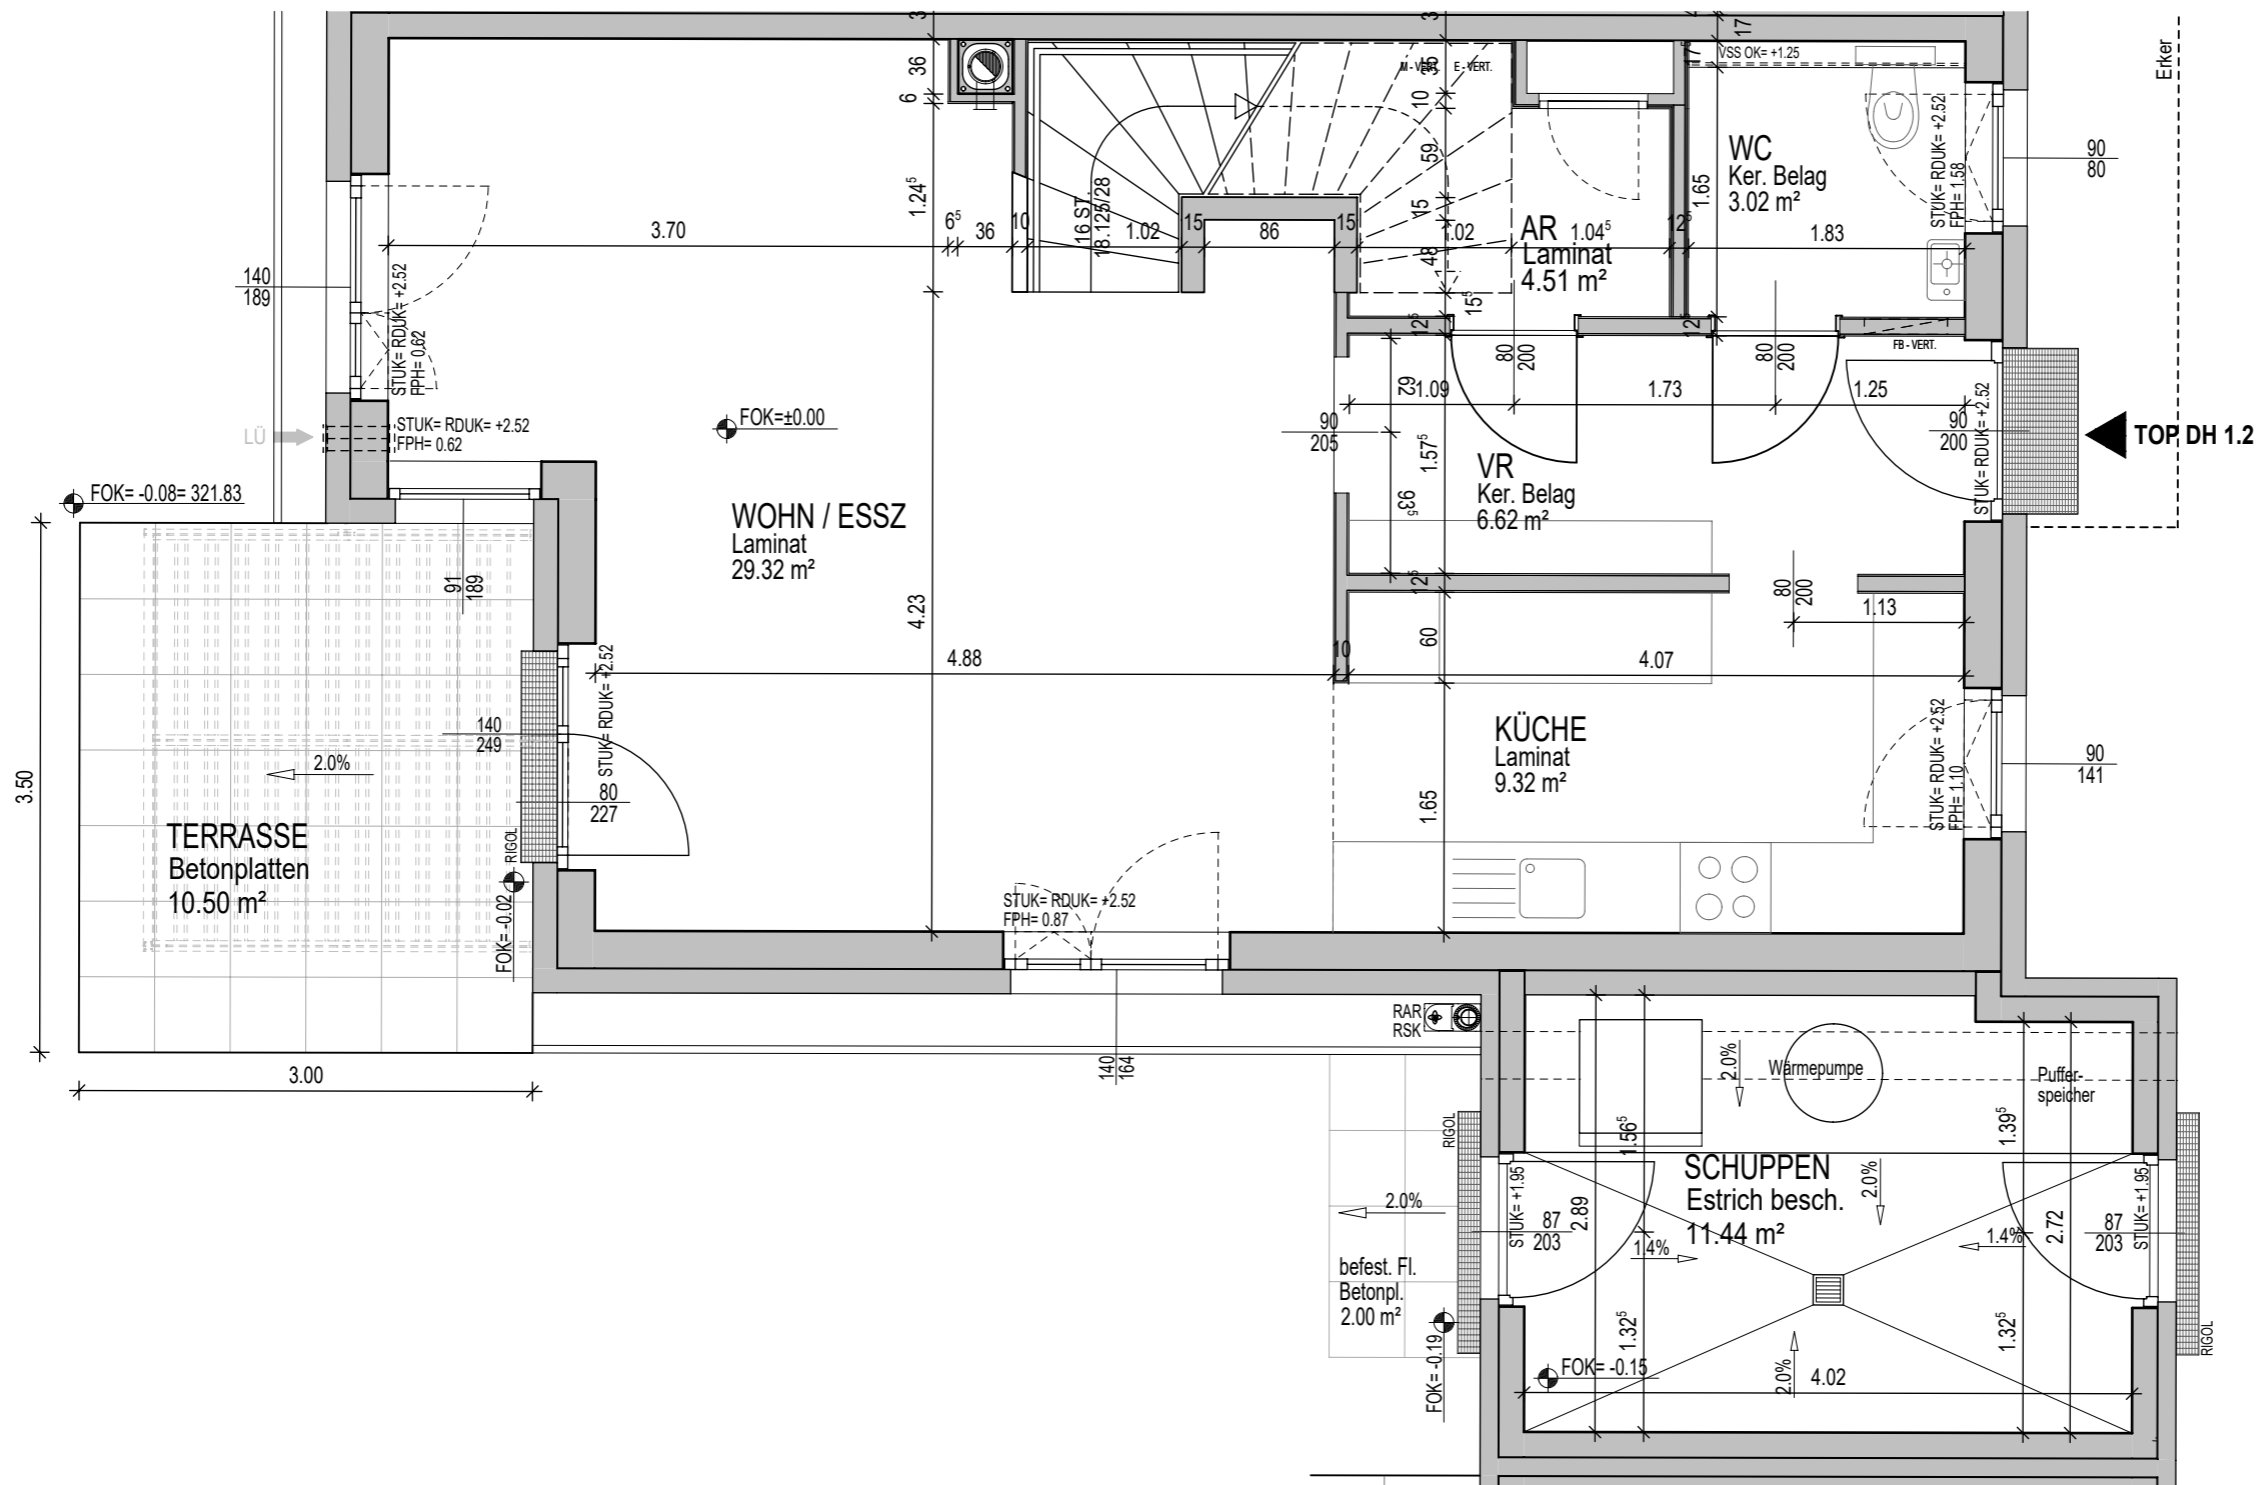 3
36
6
1.24⁵
3.70
6⁵
36
10
16 ST.
18.125/28
1.02
15
86
15
.02
3
35
10
59
15
48
15⁵
12⁵
M - VERT.
E - VERT.
AR
Laminat
4.51 m²
1.04⁵
12⁵
17
17⁵
VSS OK= +1.25
WC
Ker. Belag
3.02 m²
1.65
1.83
12⁵
STUK= RDUK= +2.52
FPH= 1.58
90
80
Erker
140
189
STUK= RDUK= +2.52
FPH= 0.62
LÜ
STUK= RDUK= +2.52
FPH= 0.62
FOK=±0.00
FOK= -0.08= 321.83
90
205
80
200
80
200
FB - VERT.
62
1.09
1.73
1.25
1.57⁵
93⁵
12⁵
VR
Ker. Belag
6.62 m²
STUK= RDUK= +2.52
90
200
TOP DH 1.2
WOHN / ESSZ
Laminat
29.32 m²
91
189
4.23
4.88
10
60
4.07
80
200
1.13
STUK= RDUK= +2.52
140
249
80
227
2.0%
3.50
TERRASSE
Betonplatten
10.50 m²
RIGOL
FOK= -0.02
3.00
KÜCHE
Laminat
9.32 m²
1.65
STUK= RDUK= +2.52
FPH= 1.10
90
141
STUK= RDUK= +2.52
FPH= 0.87
140
164
RAR
RSK
Wärmepumpe
Puffer-
speicher
2.0%
1.56⁵
1.39⁵
2.89
2.72
SCHUPPEN
Estrich besch.
11.44 m²
2.0%
1.4%
1.4%
STUK= +1.95
87
203
STUK= +1.95
87
203
RIGOL
2.0%
befest. Fl.
Betonpl.
2.00 m²
FOK= -0.19
1.32⁵
1.32⁵
FOK= -0.15
2.0%
4.02
RIGOL